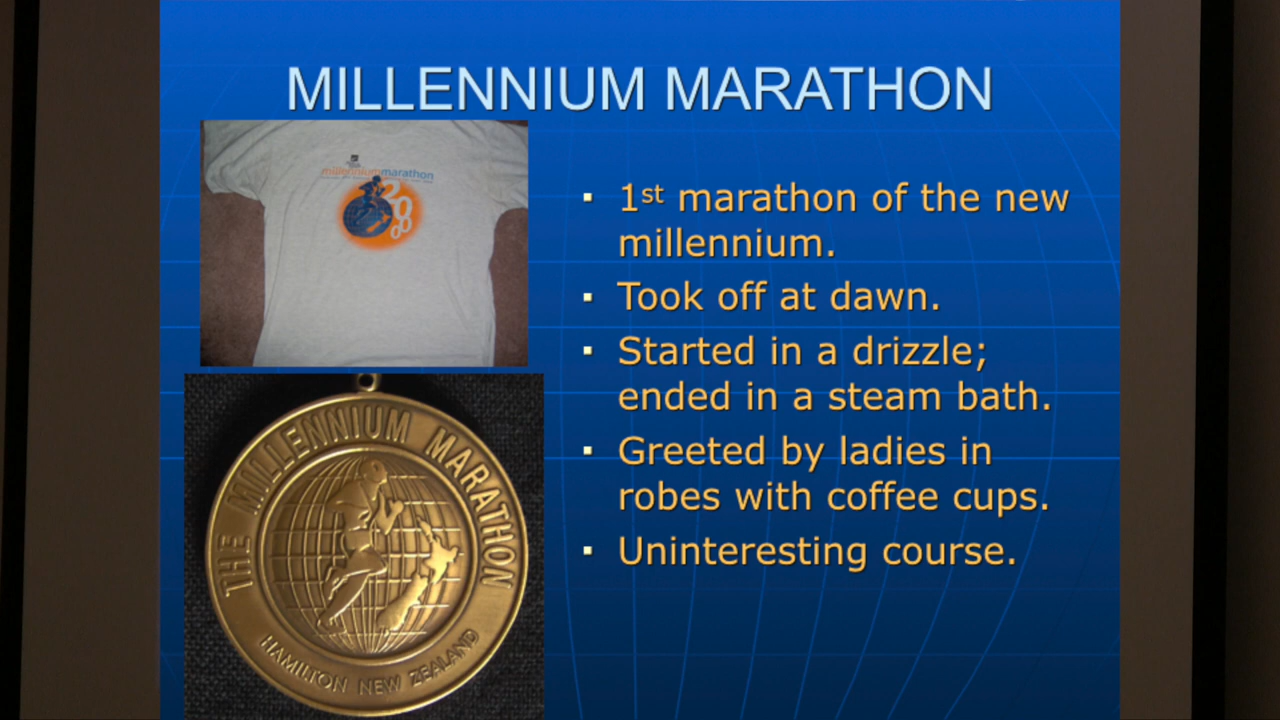 MILLENNIUM MARATHON
millenniummarathon
2000
▪ 1st marathon of the new
millennium.
▪ Took off at dawn.
▪ Started in a drizzle;
ended in a steam bath.
▪ Greeted by ladies in
robes with coffee cups.
▪ Uninteresting course.
THE MILLENNIUM MARATHON
HAMILTON NEW ZEALAND